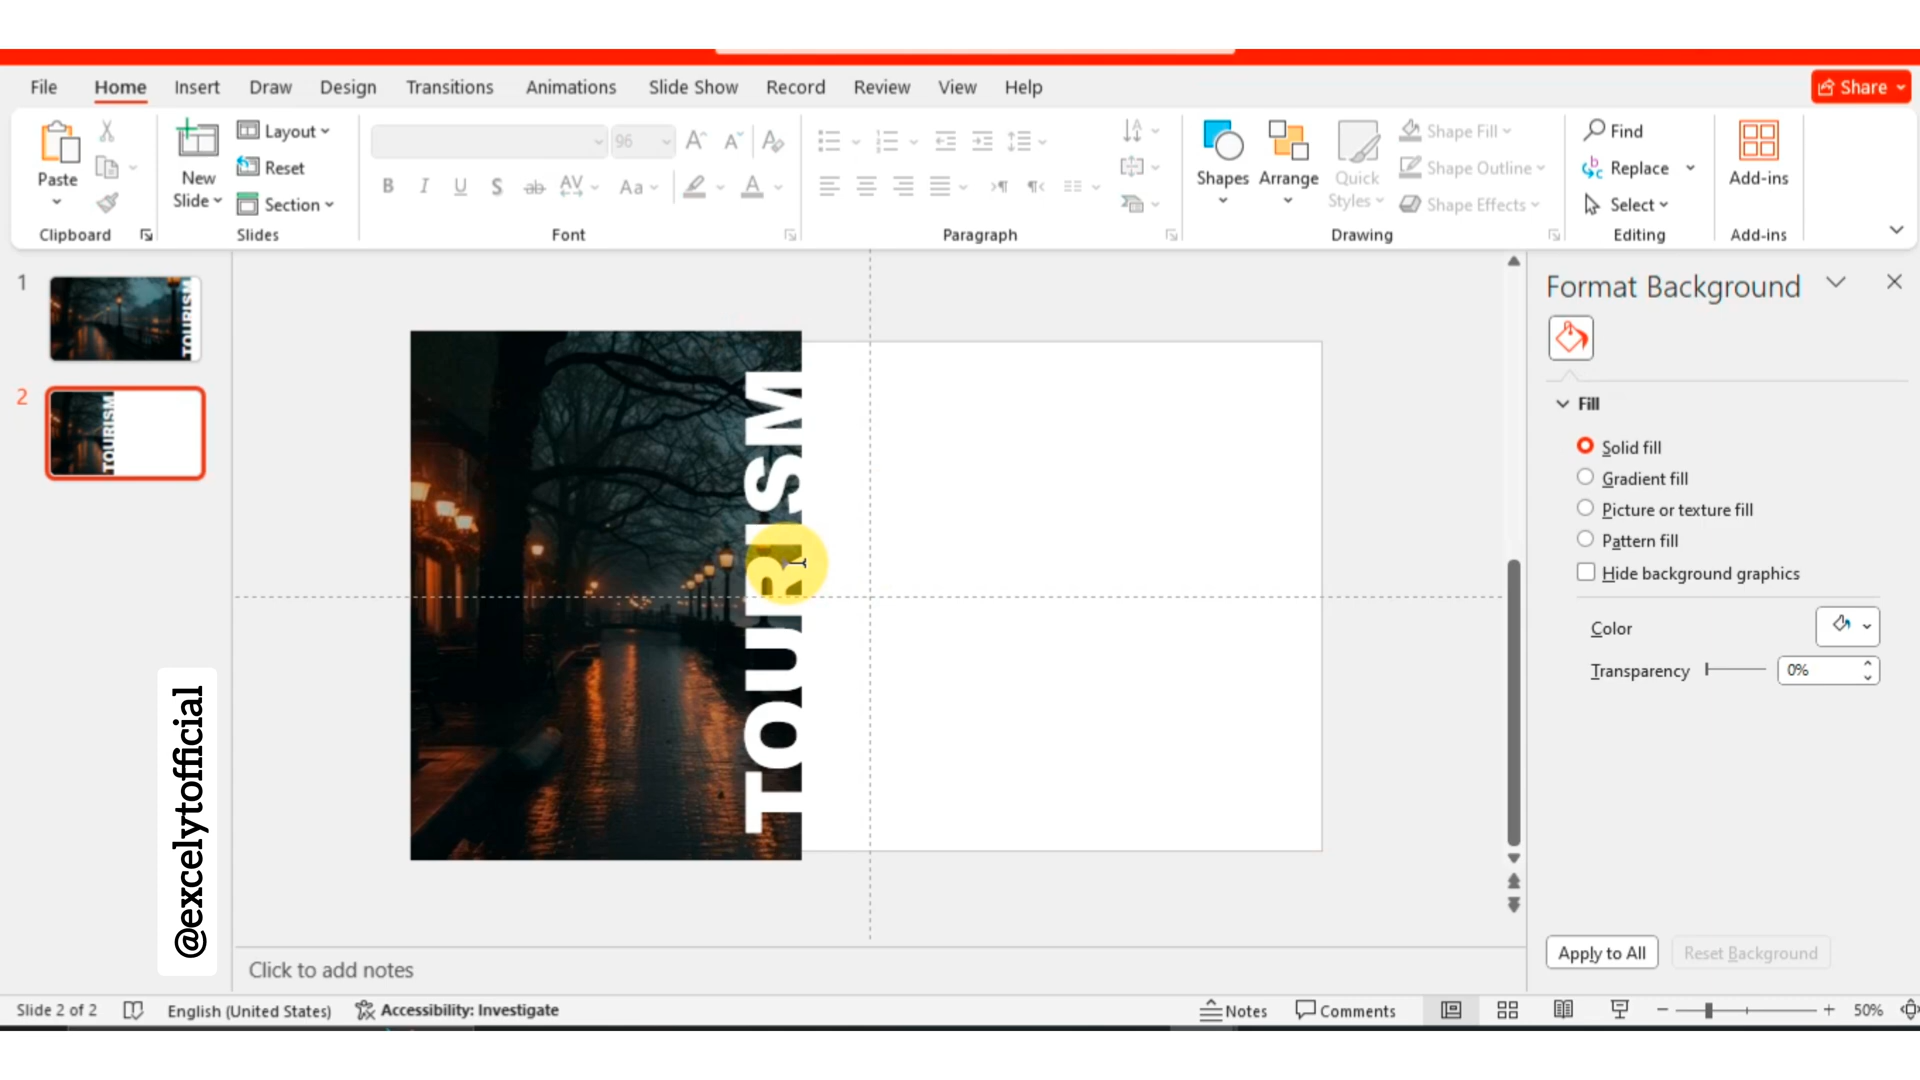 File Home Insert Draw Design Transitions Animations Slide Show Record Review View Help Share
Paste
Clipboard
New Slide
Layout
Reset
Section
Slides
96
B I U S ab AV Aa A
Font
Paragraph
Shapes
Arrange
Quick Styles
Shape Fill
Shape Outline
Shape Effects
Drawing
Find
Replace
Select
Editing
Add-ins
Add-ins
1
TOURISM
2
TOURISM
TOURISM
@excelytofficial
Format Background
Fill
Solid fill
Gradient fill
Picture or texture fill
Pattern fill
Hide background graphics
Color
Transparency 0%
Apply to All Reset Background
Click to add notes
Slide 2 of 2 English (United States) Accessibility: Investigate Notes Comments 50%